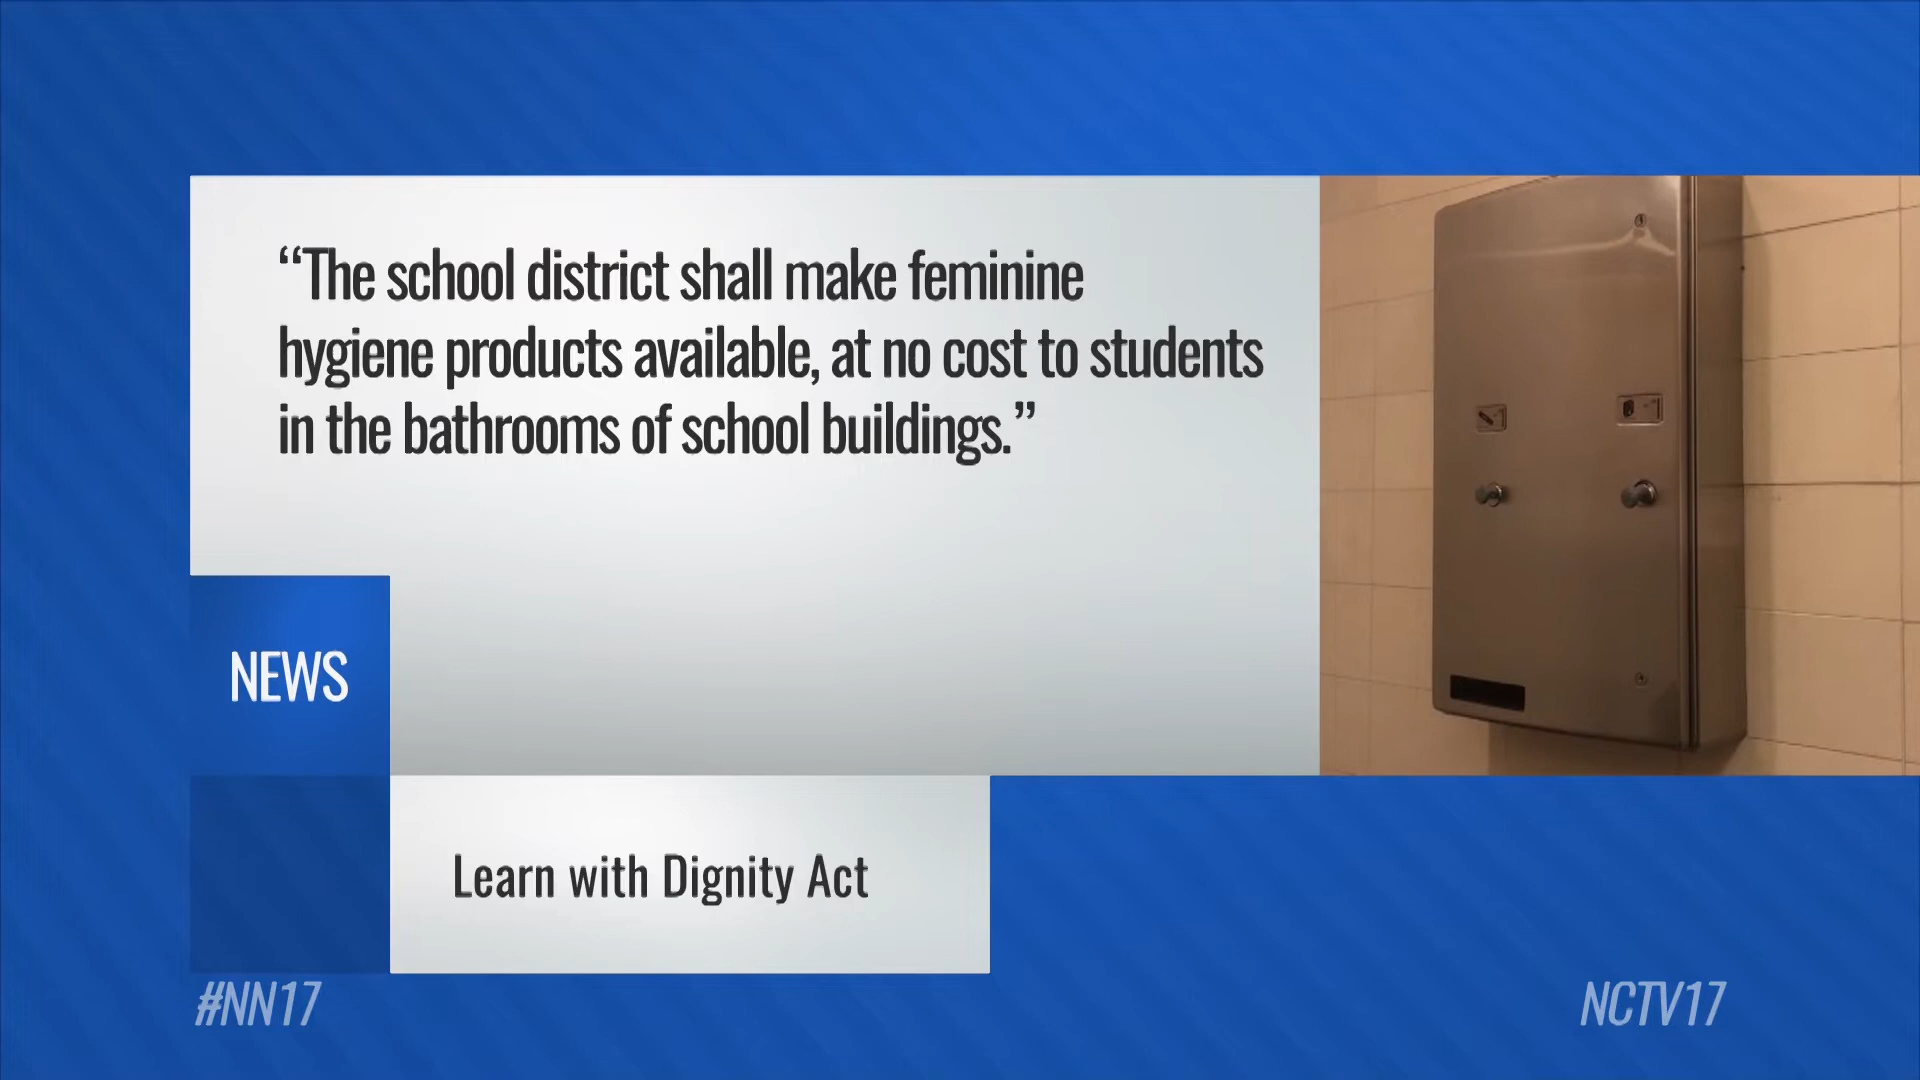 “The school district shall make feminine
hygiene products available, at no cost to students
in the bathrooms of school buildings.”
NEWS
Learn with Dignity Act
#NN17
NCTV17